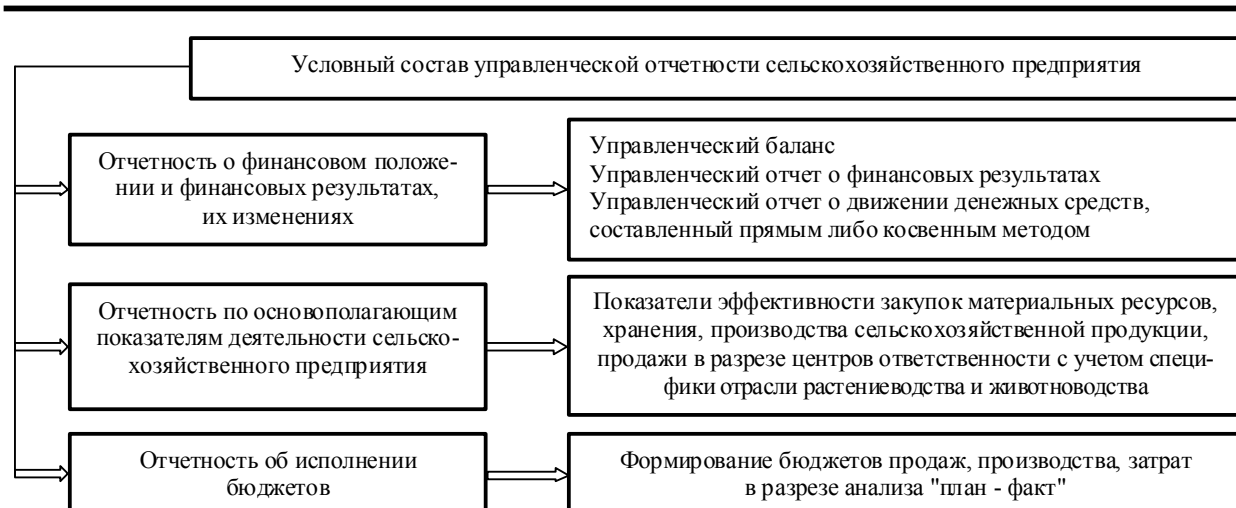 Условный состав управленческой отчетности сельскохозяйственного предприятия
Отчетность о финансовом положе-
нии и финансовых результатах,
их изменениях
Управленческий баланс
Управленческий отчет о финансовых результатах
Управленческий отчет о движении денежных средств,
составленный прямым либо косвенным методом
Отчетность по основополагающим
показателям деятельности сельско-
хозяйственного предприятия
Показатели эффективности закупок материальных ресурсов,
хранения, производства сельскохозяйственной продукции,
продажи в разрезе центров ответственности с учетом специ-
фики отрасли растениеводства и животноводства
Отчетность об исполнении
бюджетов
Формирование бюджетов продаж, производства, затрат
в разрезе анализа "план - факт"